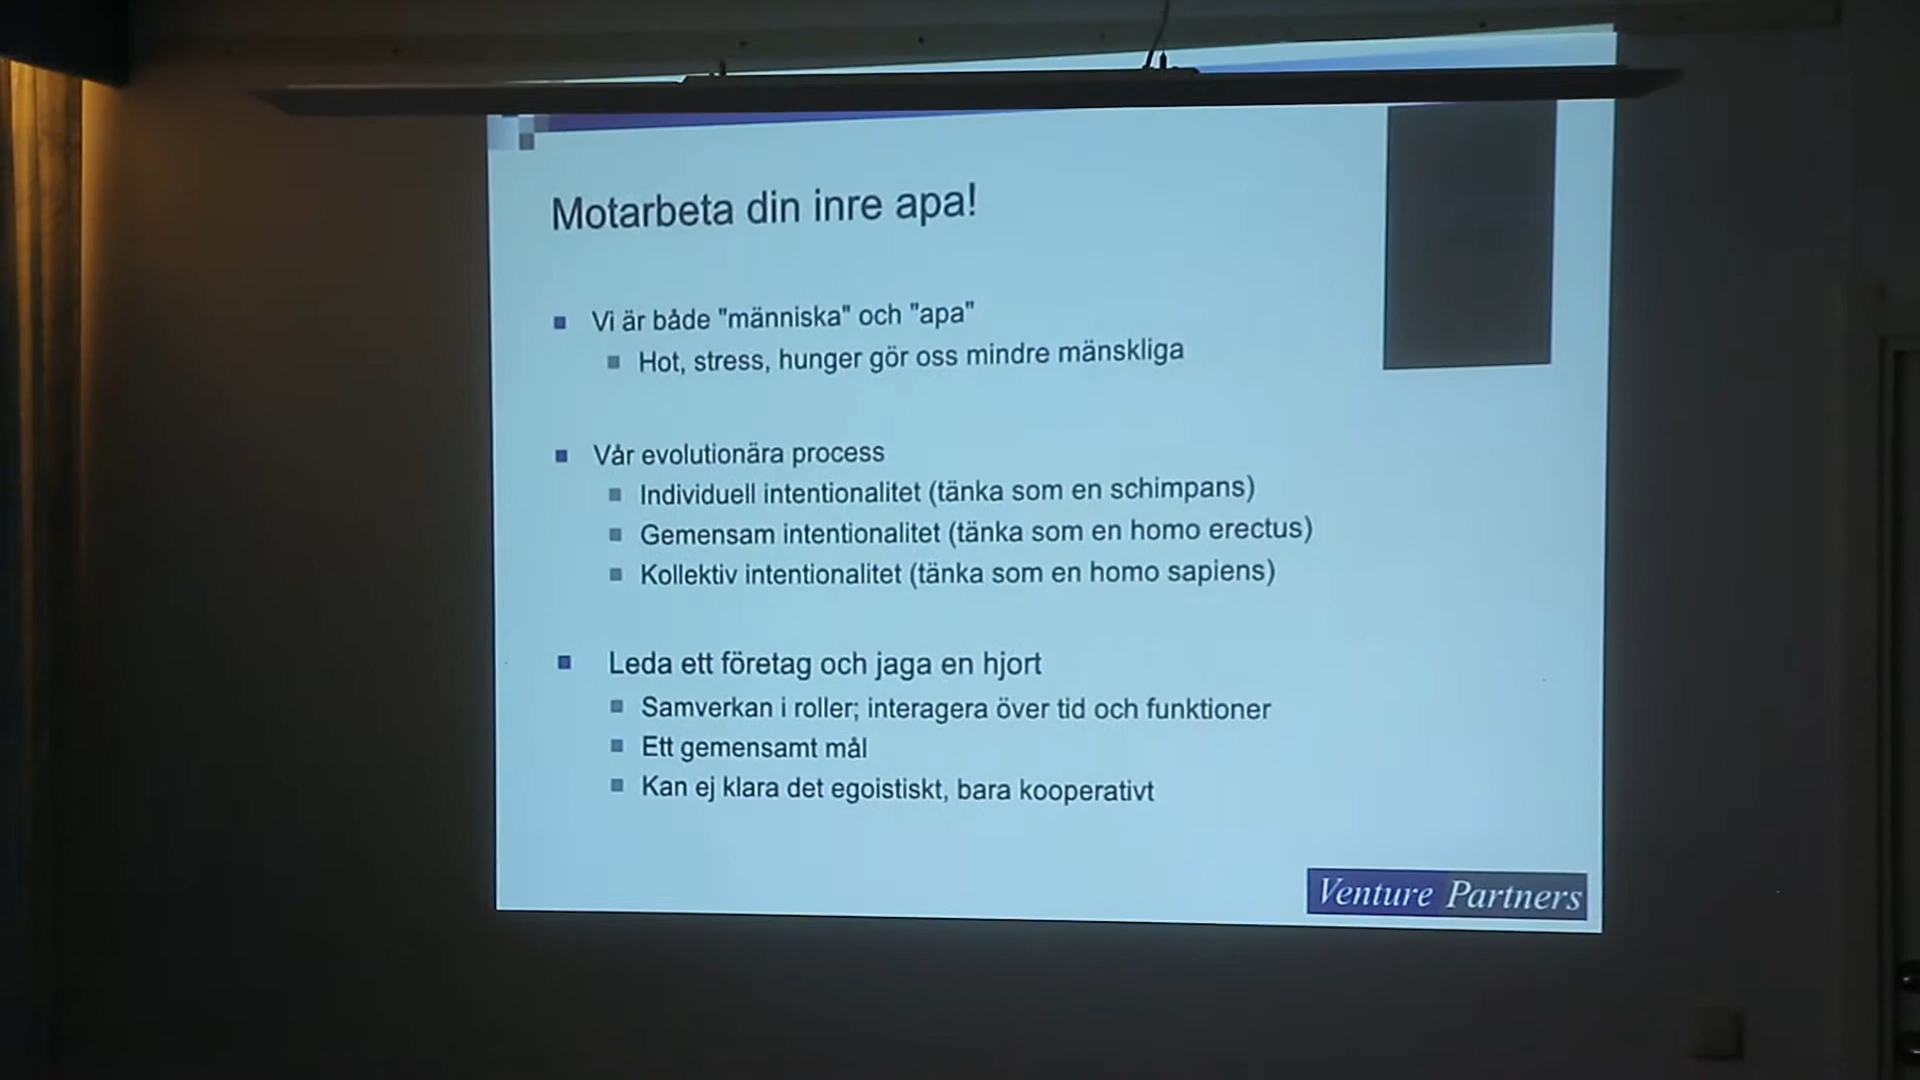 Motarbeta din inre apa!
Vi är både "människa" och "apa"
Hot, stress, hunger gör oss mindre mänskliga
Vår evolutionära process
Individuell intentionalitet (tänka som en schimpans)
Gemensam intentionalitet (tänka som en homo erectus)
Kollektiv intentionalitet (tänka som en homo sapiens)
Leda ett företag och jaga en hjort
Samverkan i roller; interagera över tid och funktioner
Ett gemensamt mål
Kan ej klara det egoistiskt, bara kooperativt
Venture Partners